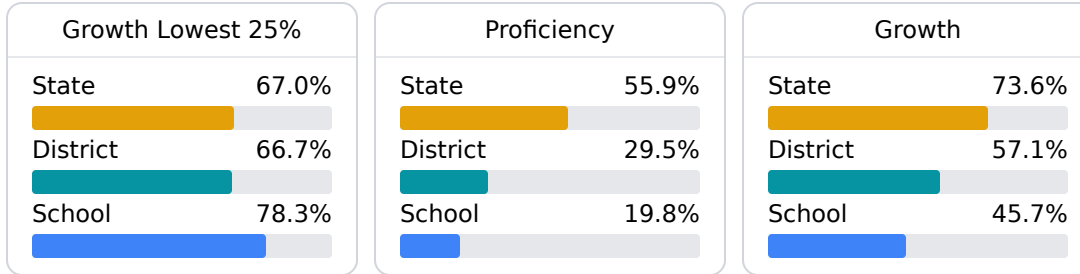 Growth Lowest 25%
State 67.0%
District 66.7%
School 78.3%
Proficiency
State 55.9%
District 29.5%
School 19.8%
Growth
State 73.6%
District 57.1%
School 45.7%